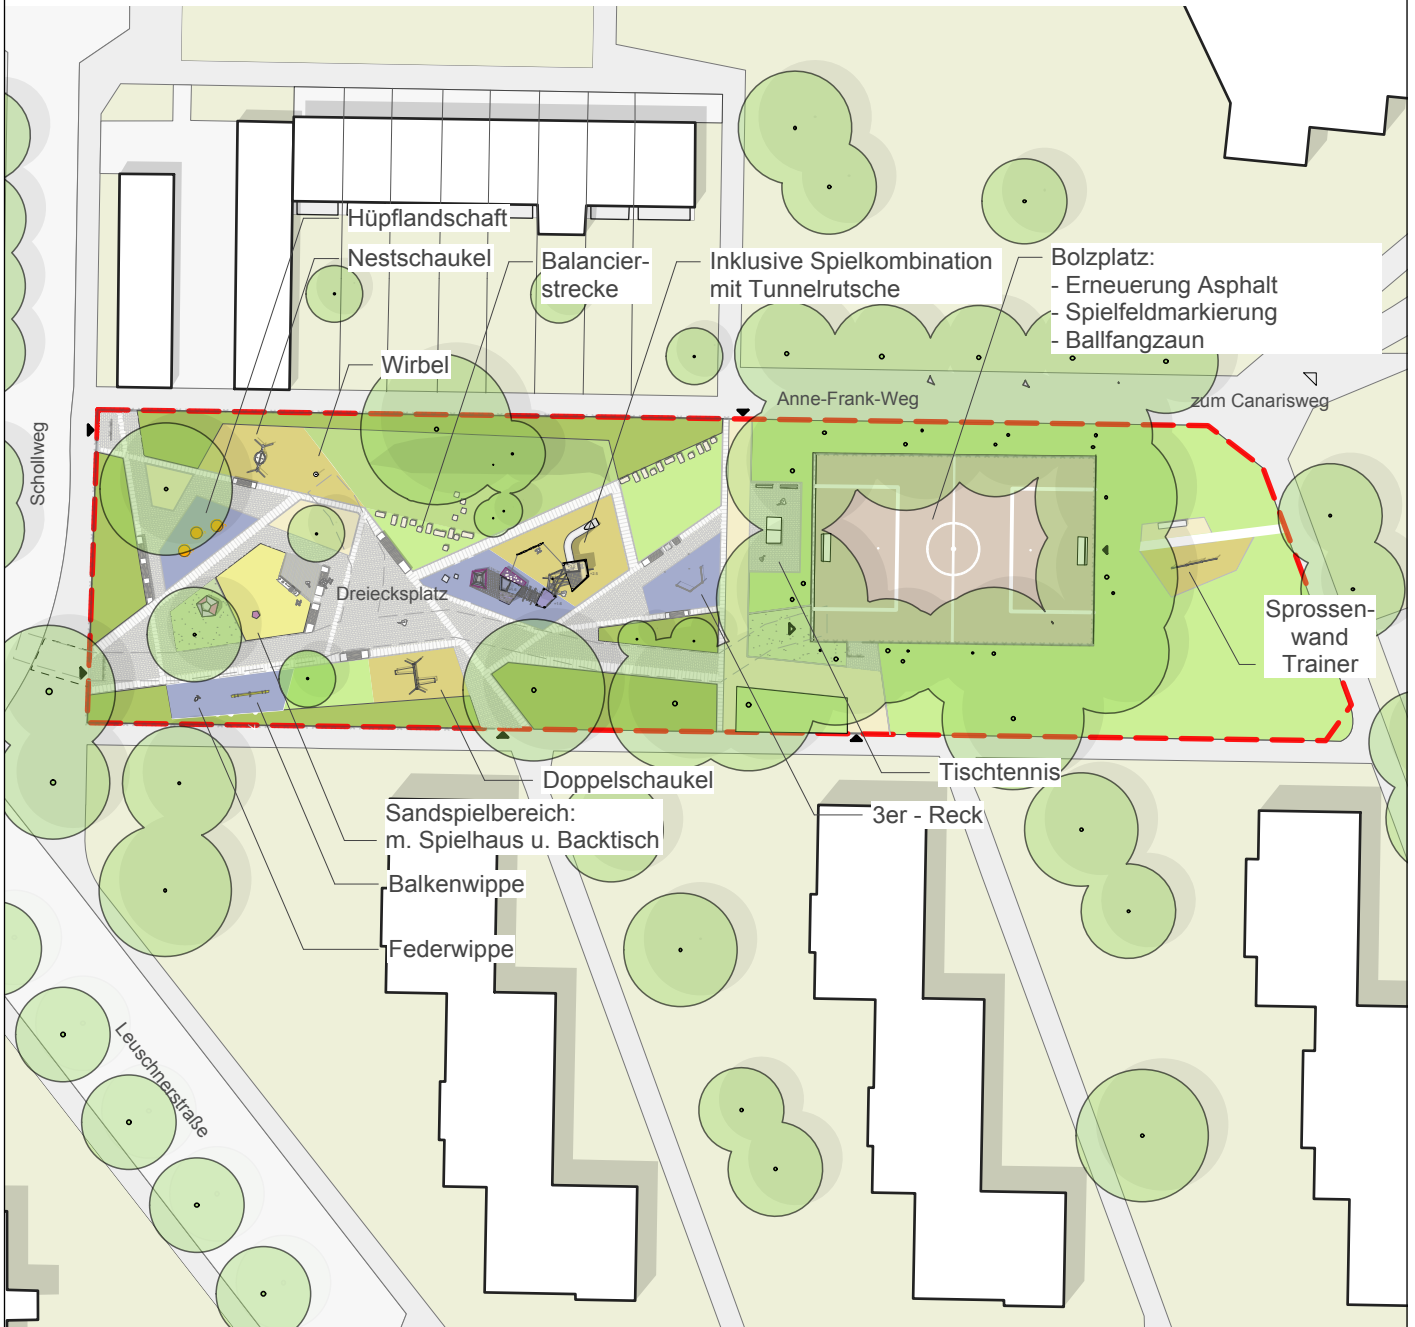 Hüpflandschaft
Nestschaukel
Balancier-
strecke
Inklusive Spielkombination
mit Tunnelrutsche
Bolzplatz:
- Erneuerung Asphalt
- Spielfeldmarkierung
- Ballfangzaun
Wirbel
Anne-Frank-Weg
zum Canarisweg
Schollweg
Dreiecksplatz
Sprossen-
wand
Trainer
Doppelschaukel
Tischtennis
3er - Reck
Sandspielbereich:
m. Spielhaus u. Backtisch
Balkenwippe
Federwippe
Leuschnerstraße